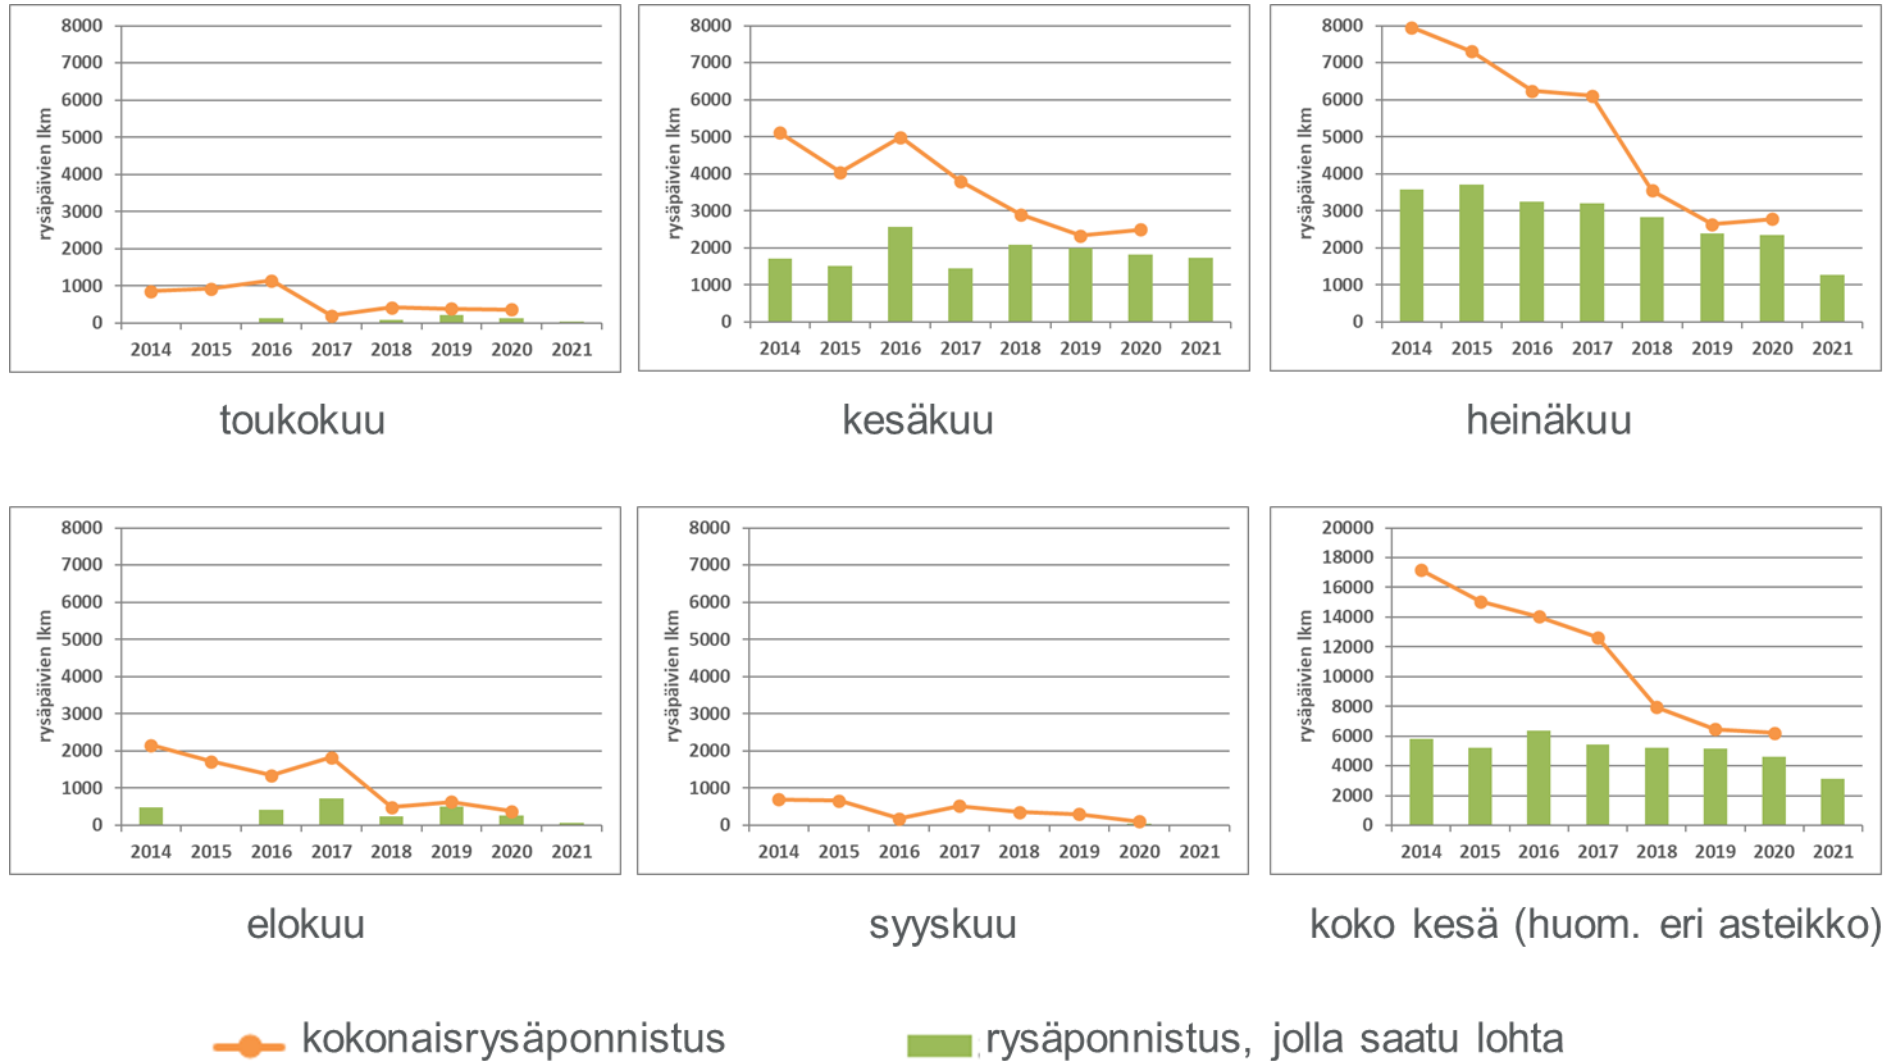 8000
7000
6000
5000
4000
3000
2000
1000
0
rysäpäivien lkm
2014 2015 2016 2017 2018 2019 2020 2021
toukokuu
8000
7000
6000
5000
4000
3000
2000
1000
0
rysäpäivien lkm
2014 2015 2016 2017 2018 2019 2020 2021
kesäkuu
8000
7000
6000
5000
4000
3000
2000
1000
0
rysäpäivien lkm
2014 2015 2016 2017 2018 2019 2020 2021
heinäkuu
8000
7000
6000
5000
4000
3000
2000
1000
0
rysäpäivien lkm
2014 2015 2016 2017 2018 2019 2020 2021
elokuu
8000
7000
6000
5000
4000
3000
2000
1000
0
rysäpäivien lkm
2014 2015 2016 2017 2018 2019 2020 2021
syyskuu
20000
18000
16000
14000
12000
10000
8000
6000
4000
2000
0
rysäpäivien lkm
2014 2015 2016 2017 2018 2019 2020 2021
koko kesä (huom. eri asteikko)
kokonaisrysäponnistus
rysäponnistus, jolla saatu lohta